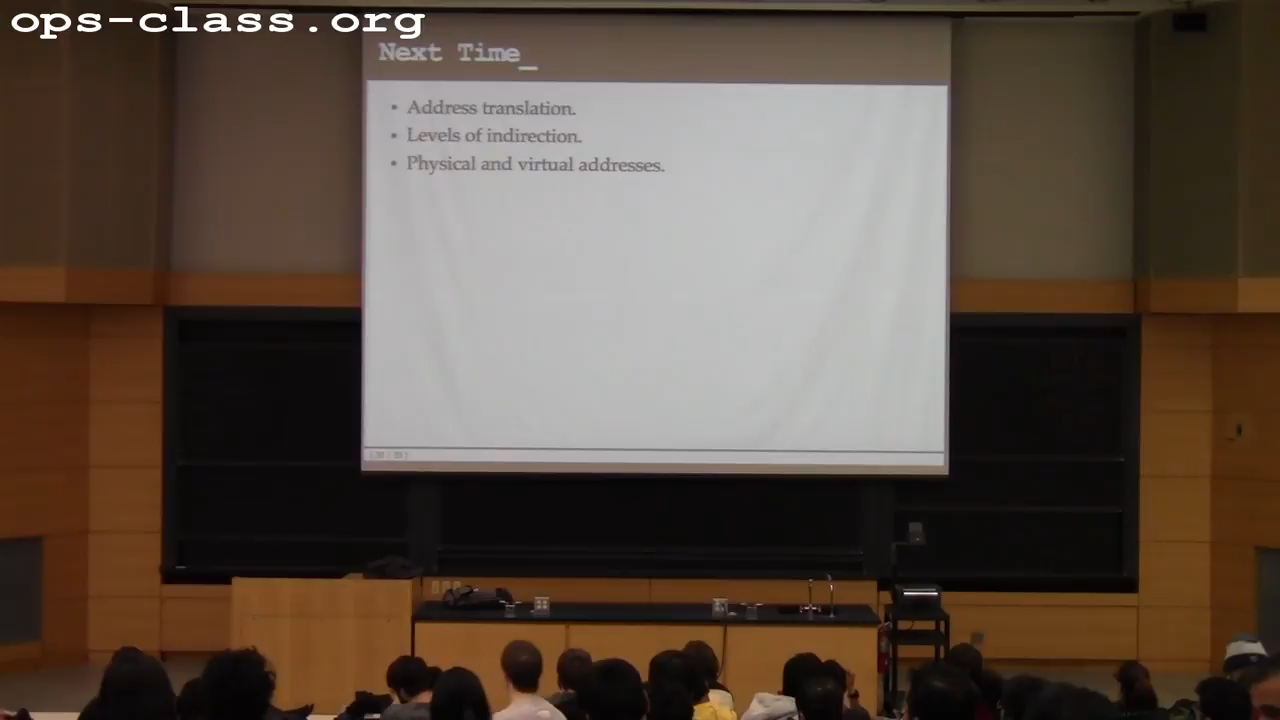 ops-class.org
Next Time_
• Address translation.
• Levels of indirection.
• Physical and virtual addresses.